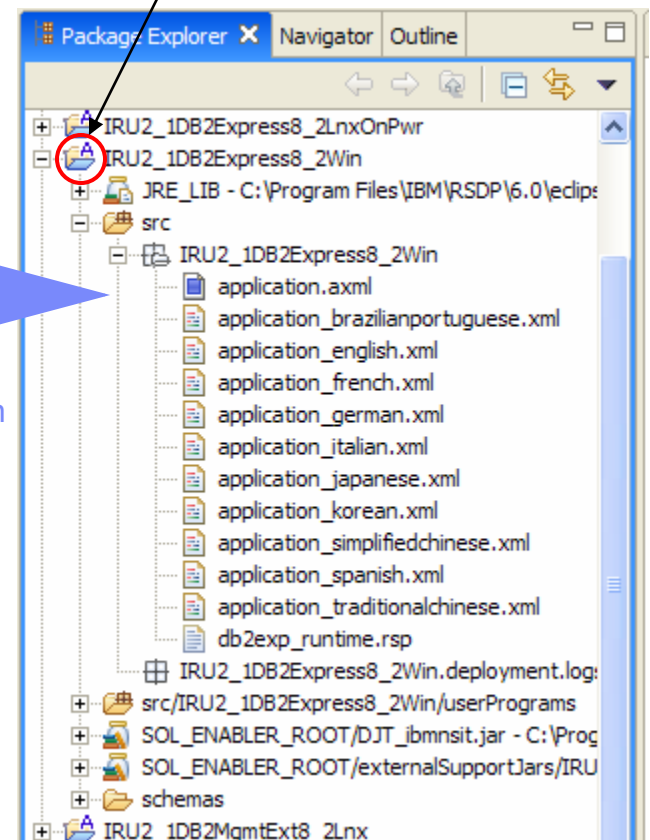 Package Explorer Navigator Outline
IRU2_1DB2Express8_2LnxOnPwr
IRU2_1DB2Express8_2Win
JRE_LIB - C:\Program Files\IBM\RSDP\6.0\eclips
src
IRU2_1DB2Express8_2Win
application.axml
application_brazilianportuguese.xml
application_english.xml
application_french.xml
application_german.xml
application_italian.xml
application_japanese.xml
application_korean.xml
application_simplifiedchinese.xml
application_spanish.xml
application_traditionalchinese.xml
db2exp_runtime.rsp
IRU2_1DB2Express8_2Win.deployment.log
src/IRU2_1DB2Express8_2Win/userPrograms
SOL_ENABLER_ROOT/DJT_ibmnsit.jar - C:\Prog
SOL_ENABLER_ROOT/externalSupportJars/IRU
schemas
IRU2_1DB2MgmtExt8_2Lnx